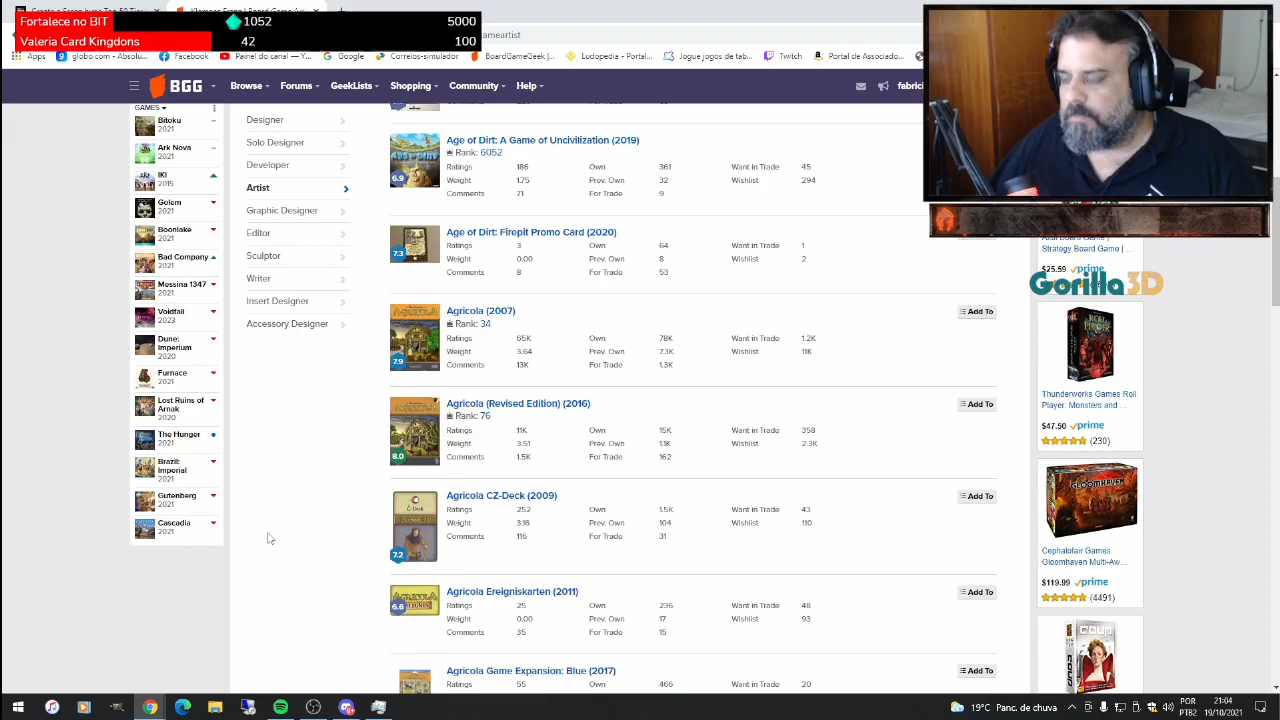 Fortalece no BIT 1052 5000
Valeria Card Kingdons 42 100
Apps globo.com - Absolu... Facebook Painel do canal — Y... Google Correios-simulador BoardGameGeek |... Ludopedia - Portal... Jogue jogos de tab... Twitch Portal de Associado...
BGG Browse Forums GeekLists Shopping Community Help
GAMES
Bitoku
2021
Ark Nova
2021
IKI
2015
Golem
2021
Boonlake
2021
Bad Company
2021
Messina 1347
2021
Voidfall
2023
Dune:
Imperium
2020
Furnace
2021
Lost Ruins of
Arnak
2020
The Hunger
2021
Brazil:
Imperial
2021
Gutenberg
2021
Cascadia
2021
Designer
Solo Designer
Developer
Artist
Graphic Designer
Editor
Sculptor
Writer
Insert Designer
Accessory Designer
Age of Dirt: A Game of Uncivilization (2019)
Rank: 6052
6.9
Ratings 186 Own 361 Want in Trade 45
Weight 1.75 Prev. Own 32 Wishlist 294
Comments 71 For Trade 9
Age of Dirt: Firepit Promo Card (2020)
7.3
Ratings 3 Own 64 Want in Trade 1
Weight 0.00 Prev. Own 8 Wishlist 2
Comments 8 For Trade 53
Agricola (2007) Add To
Rank: 34
7.9
Ratings 65K Own 78K Want in Trade 1.2K
Weight 3.64 Prev. Own 7.3K Wishlist 11K
Comments 13K For Trade 1.3K
Agricola (Revised Edition) (2016) Add To
Rank: 76
8.0
Ratings 11K Own 15K Want in Trade 358
Weight 3.51 Prev. Own 1.1K Wishlist 2.3K
Comments 1.5K For Trade 162
Agricola CZ-Deck (2009) Add To
7.2
Ratings 252 Own 1.5K Want in Trade 43
Weight 3.16 Prev. Own 104 Wishlist 110
Comments 116 For Trade 31
Agricola Ereigniskarten (2011) Add To
6.6
Ratings 25 Own 236 Want in Trade 48
Weight 0.00 Prev. Own 17 Wishlist 93
Comments 35 For Trade 15
Agricola Game Expansion: Blue (2017) Add To
Ratings 55 Own 466 Want in Trade 20
Strategy Board Game | ...
$25.59 prime
Gorilla3D
Thunderworks Games Roll
Player: Monsters and ...
$47.50 prime
(230)
GLOOMHAVEN
Cephalofair Games
Gloomhaven Multi-Aw...
$119.99 prime
(4491)
COUP
19°C Panc. de chuva POR 21:04
PTB2 19/10/2021